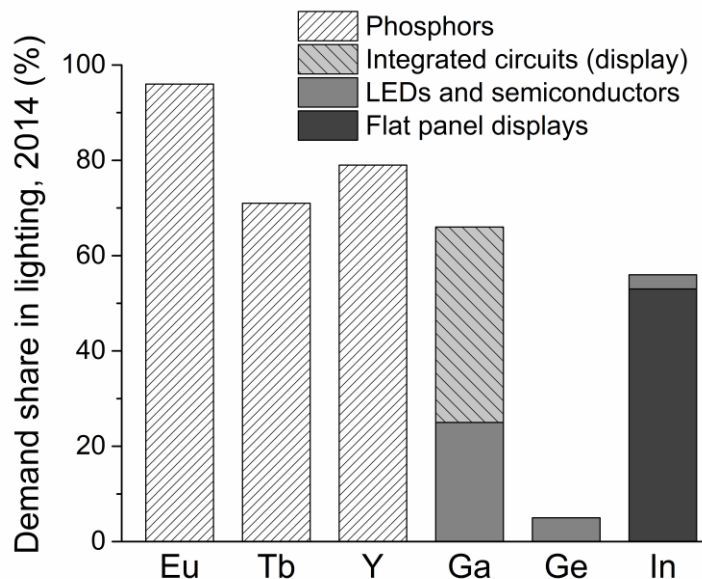 Phosphors
Integrated circuits (display)
LEDs and semiconductors
Flat panel displays
Demand share in lighting, 2014 (%)
100
80
60
40
20
0
Eu Tb Y Ga Ge In